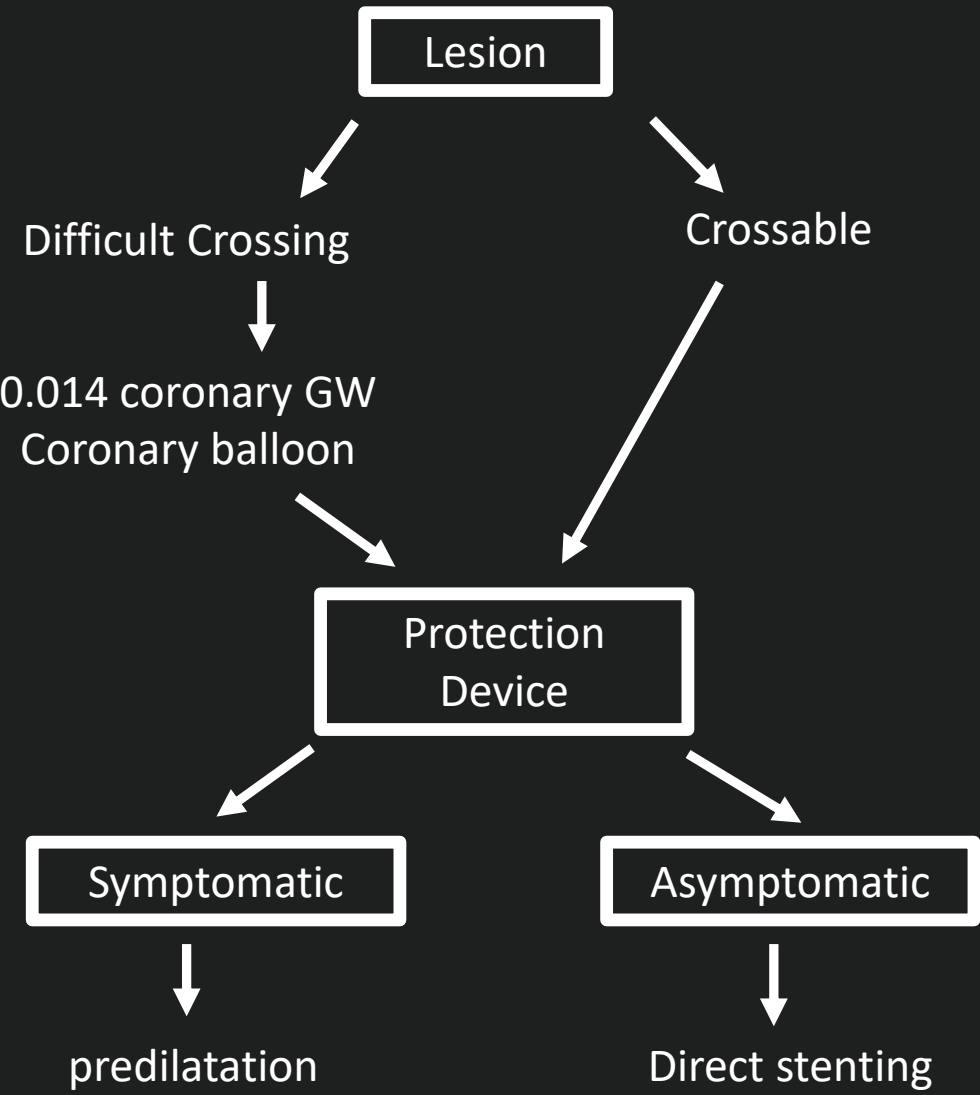 Lesion
Difficult Crossing
Crossable
0.014 coronary GW
Coronary balloon
Protection
Device
Symptomatic
Asymptomatic
predilatation
Direct stenting